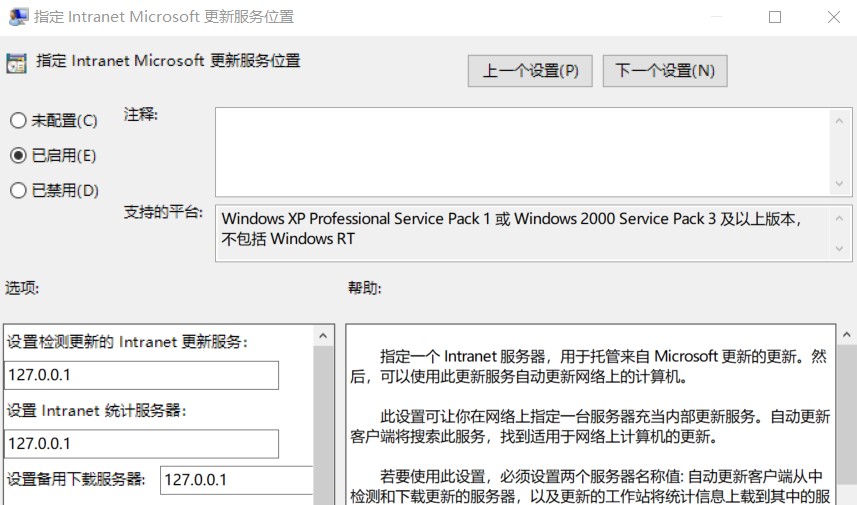 指定 Intranet Microsoft 更新服务位置
指定 Intranet Microsoft 更新服务位置
上一个设置(P)
下一个设置(N)
未配置(C)
已启用(E)
已禁用(D)
注释:
支持的平台:
Windows XP Professional Service Pack 1 或 Windows 2000 Service Pack 3 及以上版本，
不包括 Windows RT
选项:
帮助:
设置检测更新的 Intranet 更新服务:
127.0.0.1
设置 Intranet 统计服务器:
127.0.0.1
设置备用下载服务器:
127.0.0.1
指定一个 Intranet 服务器，用于托管来自 Microsoft 更新的更新。然
后，可以使用此更新服务自动更新网络上的计算机。
此设置可让你在网络上指定一台服务器充当内部更新服务。自动更新
客户端将搜索此服务，找到适用于网络上计算机的更新。
若要使用此设置，必须设置两个服务器名称值: 自动更新客户端从中
检测和下载更新的服务器，以及更新的工作站将统计信息上载到其中的服